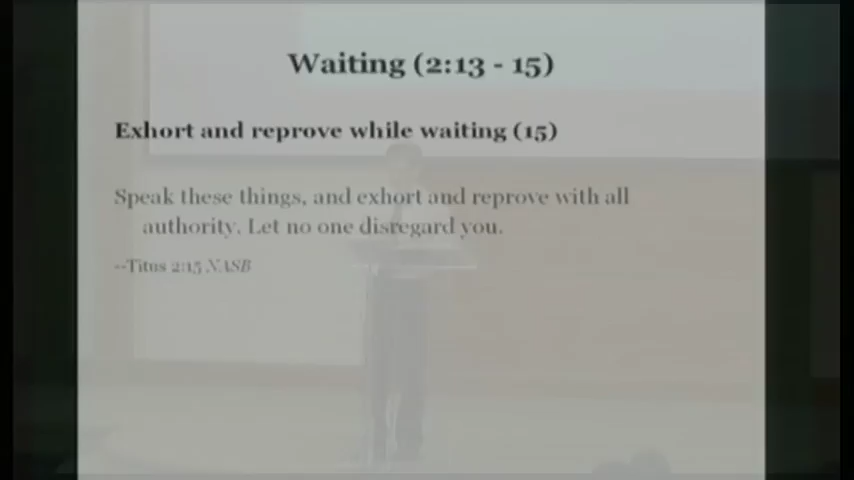 Waiting (2:13 - 15)
Exhort and reprove while waiting (15)
Speak these things, and exhort and reprove with all
authority. Let no one disregard you.
--Titus 2:15 NASB